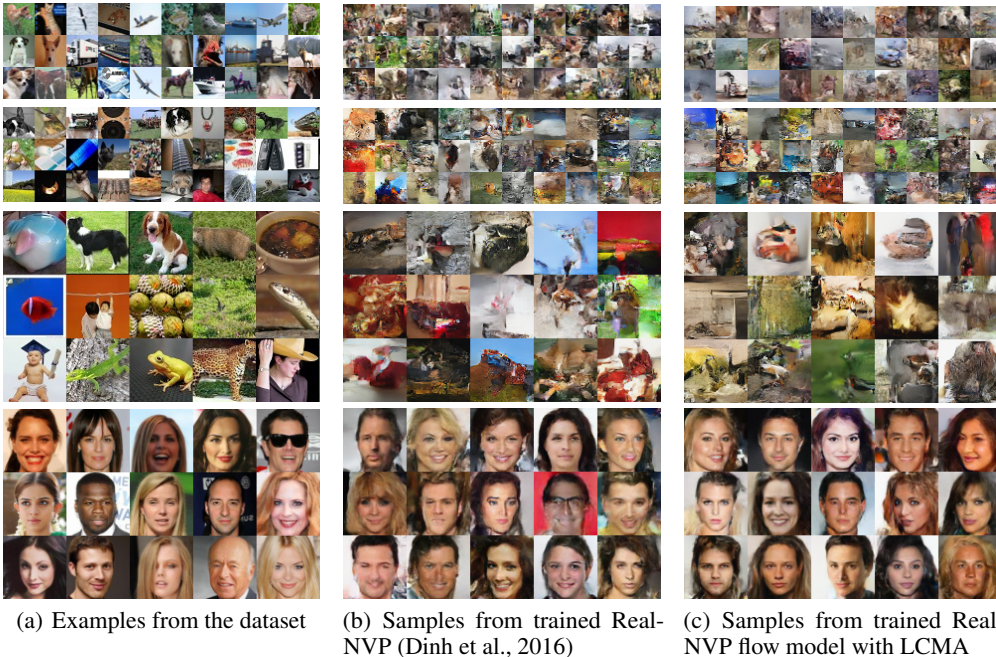 (a) Examples from the dataset
(b) Samples from trained Real-
NVP (Dinh et al., 2016)
(c) Samples from trained Real
NVP flow model with LCMA